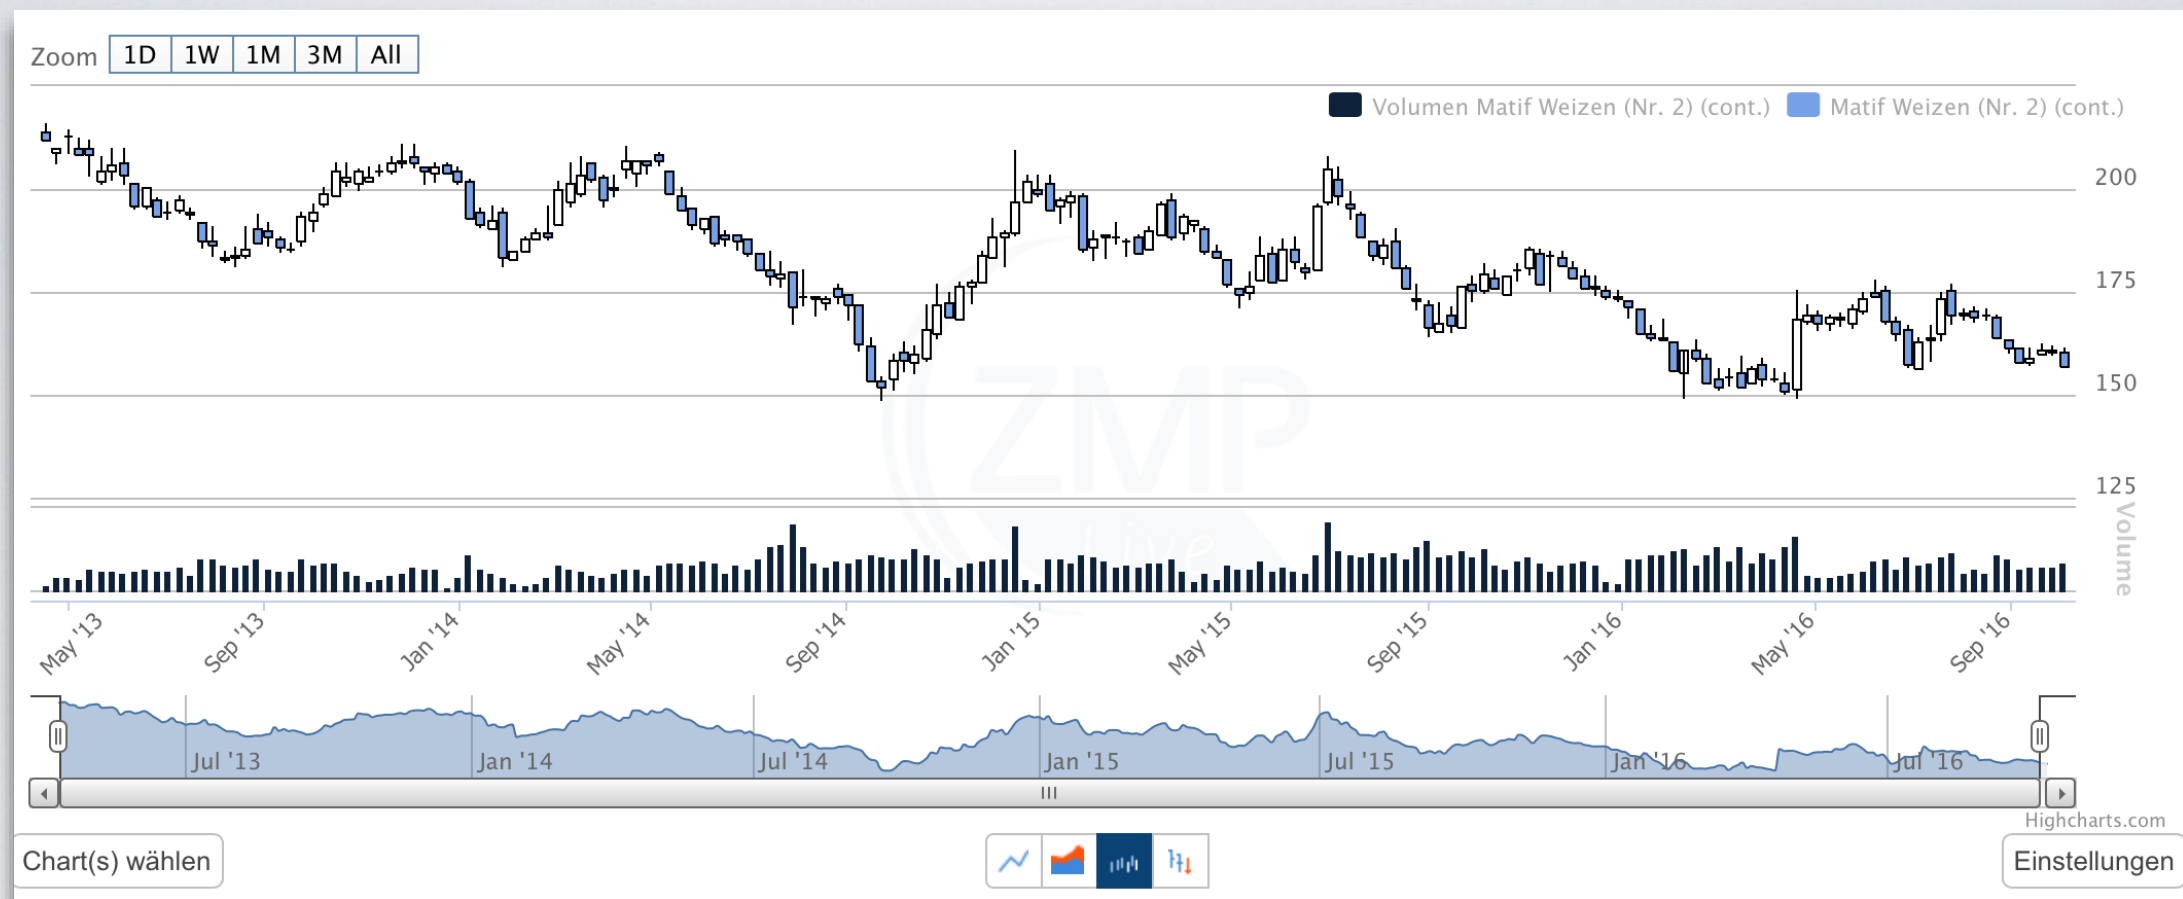 Zoom 1D 1W 1M 3M All
Volumen Matif Weizen (Nr. 2) (cont.) Matif Weizen (Nr. 2) (cont.)
200
175
150
125
ZMP
Live
Volume
May '13 Sep '13 Jan '14 May '14 Sep '14 Jan '15 May '15 Sep '15 Jan '16 May '16 Sep '16
Jul '13 Jan '14 Jul '14 Jan '15 Jul '15 Jan '16 Jul '16
Highcharts.com
Chart(s) wählen Einstellungen